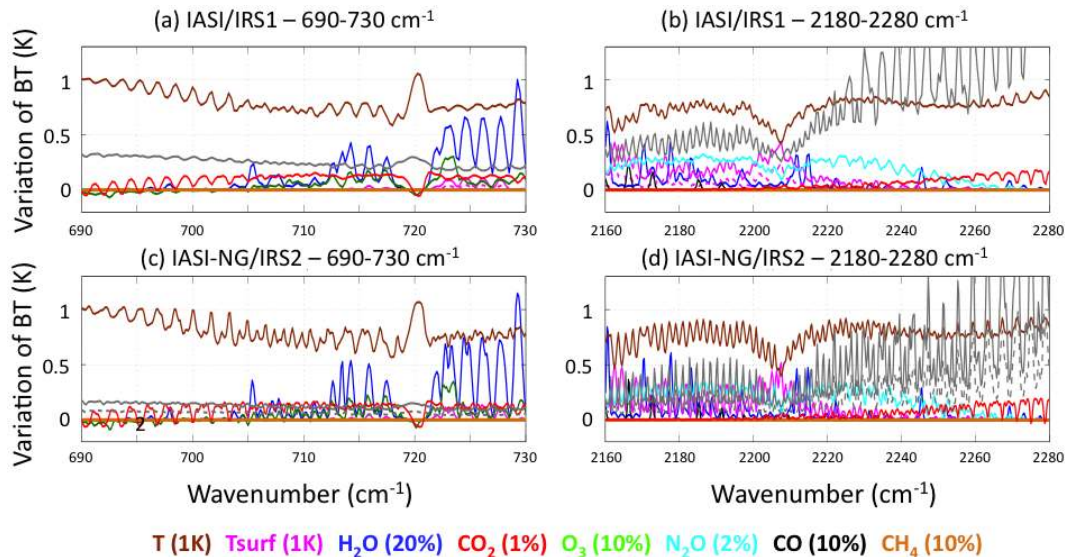 (a) IASI/IRS1 – 690-730 cm⁻¹
(b) IASI/IRS1 – 2180-2280 cm⁻¹
Variation of BT (K)
1
0.5
0
690 700 710 720 730
1
0.5
0
2160 2180 2200 2220 2240 2260 2280
(c) IASI-NG/IRS2 – 690-730 cm⁻¹
(d) IASI-NG/IRS2 – 2180-2280 cm⁻¹
Variation of BT (K)
1
0.5
0
2
690 700 710 720 730
1
0.5
0
2160 2180 2200 2220 2240 2260 2280
Wavenumber (cm⁻¹)
Wavenumber (cm⁻¹)
T (1K) Tsurf (1K) H₂O (20%) CO₂ (1%) O₃ (10%) N₂O (2%) CO (10%) CH₄ (10%)